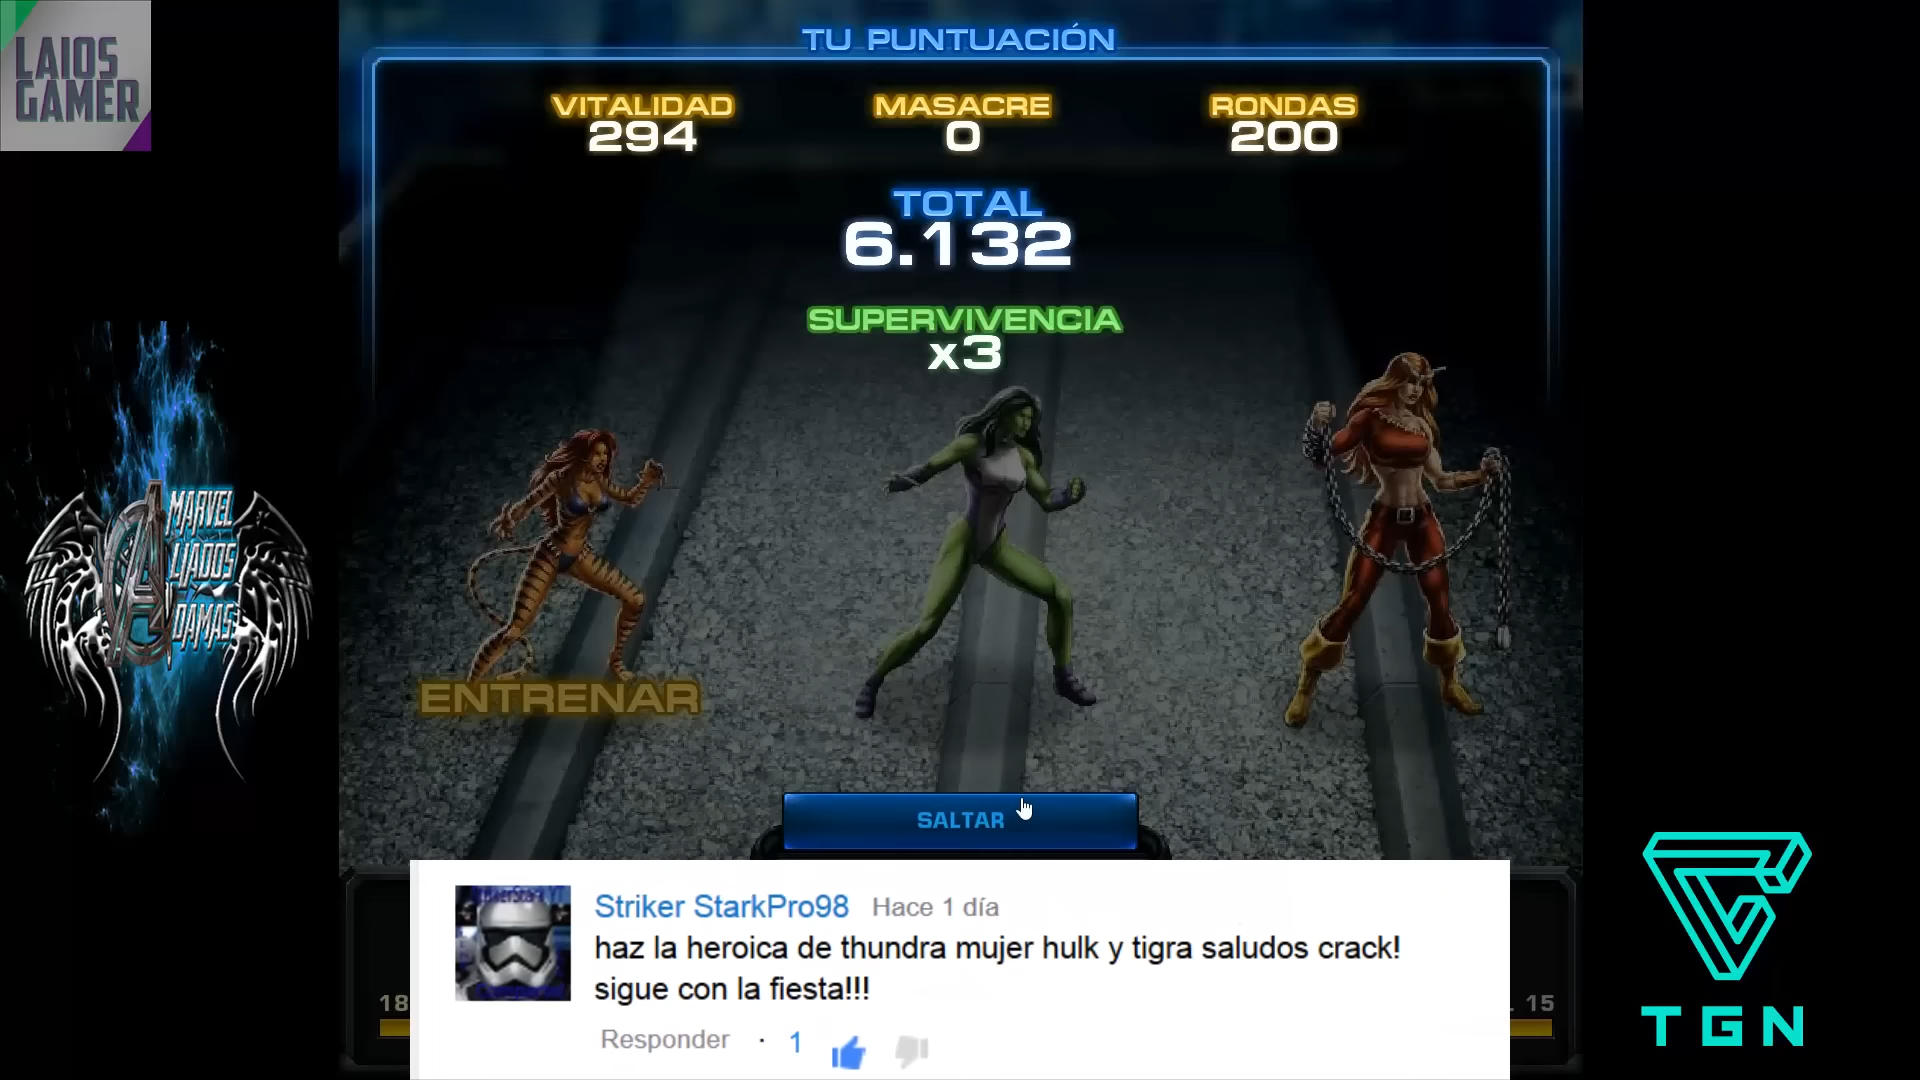 LAIOS
GAMER
TU PUNTUACIÓN
VITALIDAD
294
MASACRE
0
RONDAS
200
TOTAL
6.132
SUPERVIVENCIA
x3
MARVEL
ALIADOS
ADAMAS
ENTRENAR
SALTAR
Striker StarkPro98 Hace 1 día
haz la heroica de thundra mujer hulk y tigra saludos crack!
sigue con la fiesta!!!
Responder · 1
18
15
TGN